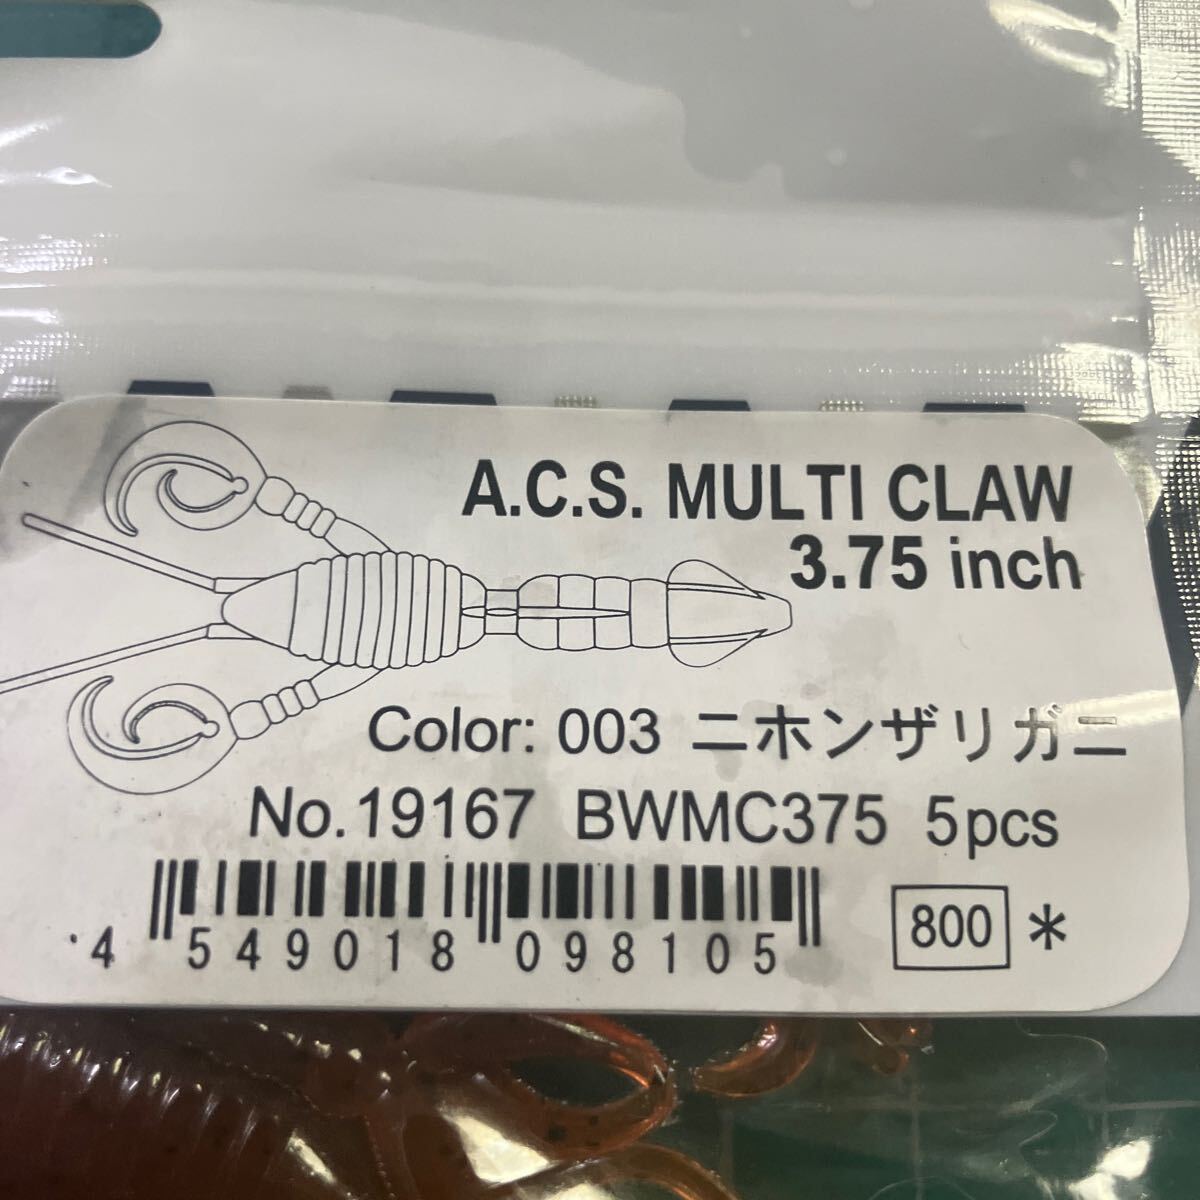 A.C.S. MULTI CLAW
3.75 inch
Color: 003 ニホンザリガニ
No.19167 BWMC375 5pcs
4 549018 098105
800 *